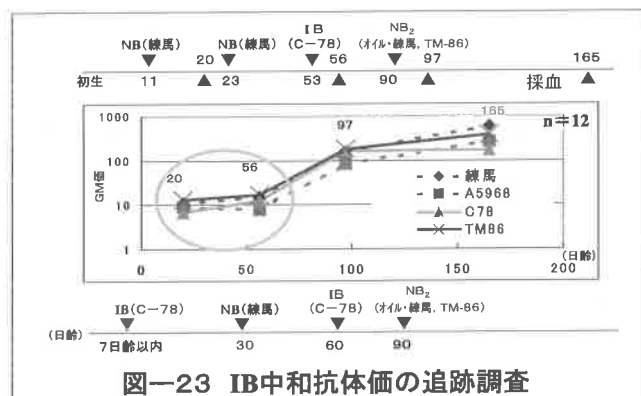 IB NB₂
NB(練馬) 20 NB(練馬) (C-78) 56 (オイル・練馬, TM-86) 97 165
初生 11 23 53 90 採血
1000 165 n=12
97
100
GM価
20 56
練馬
A5968
10
C78
TM86
1 (日齢)
0 50 100 150 200
IB NB₂
IB(C-78) NB(練馬) (C-78) (オイル・練馬, TM-86)
(日齢)
7日齢以内 30 60 90
図-23 IB中和抗体価の追跡調査